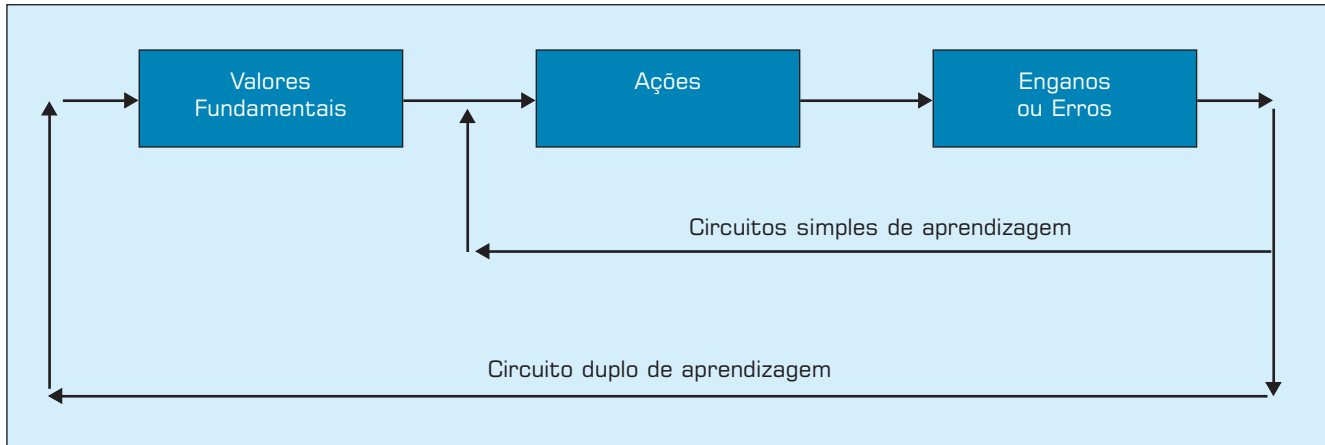 Valores
Fundamentais
Ações
Enganos
ou Erros
Circuitos simples de aprendizagem
Circuito duplo de aprendizagem